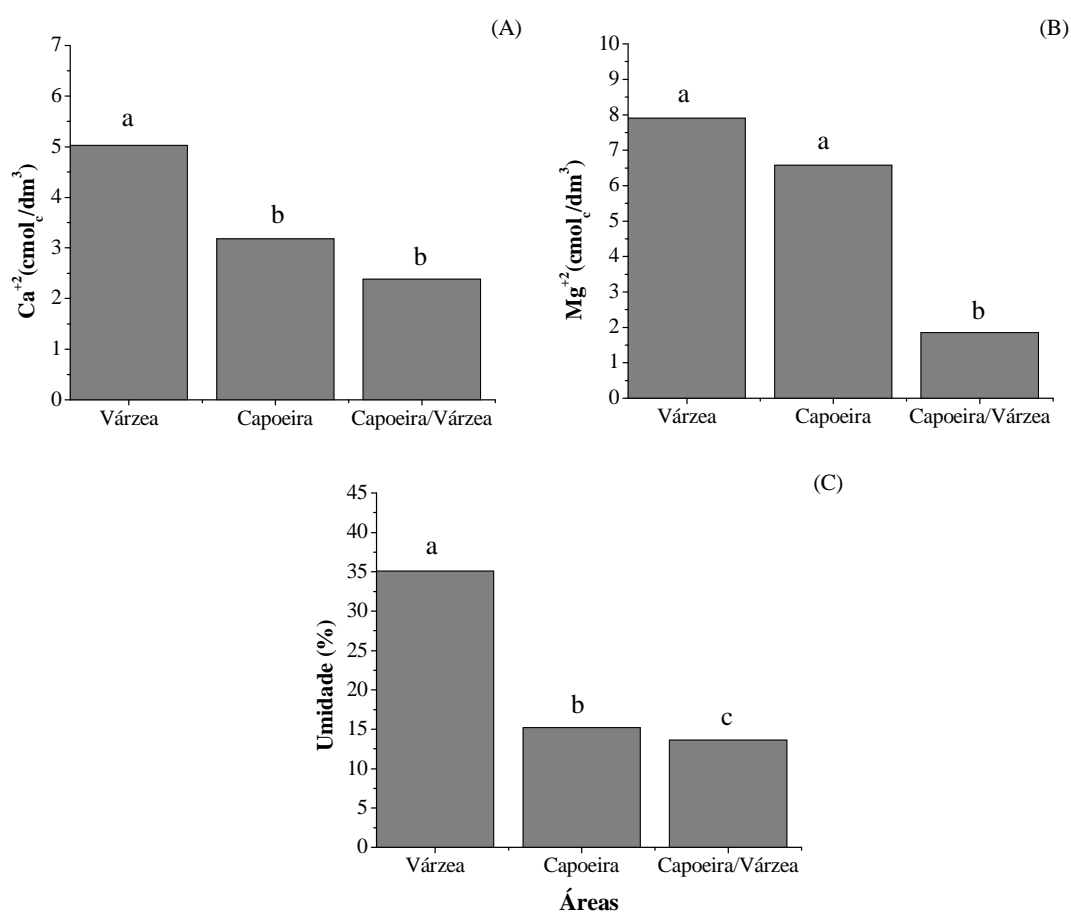 (A)
7
6
5
4
3
2
1
0
Ca+2(cmolc/dm3)
a
b
b
Várzea Capoeira Capoeira/Várzea
(B)
10
9
8
7
6
5
4
3
2
1
0
Mg+2(cmolc/dm3)
a
a
b
Várzea Capoeira Capoeira/Várzea
(C)
45
40
35
30
25
20
15
10
5
0
Umidade (%)
a
b
c
Várzea Capoeira Capoeira/Várzea
Áreas